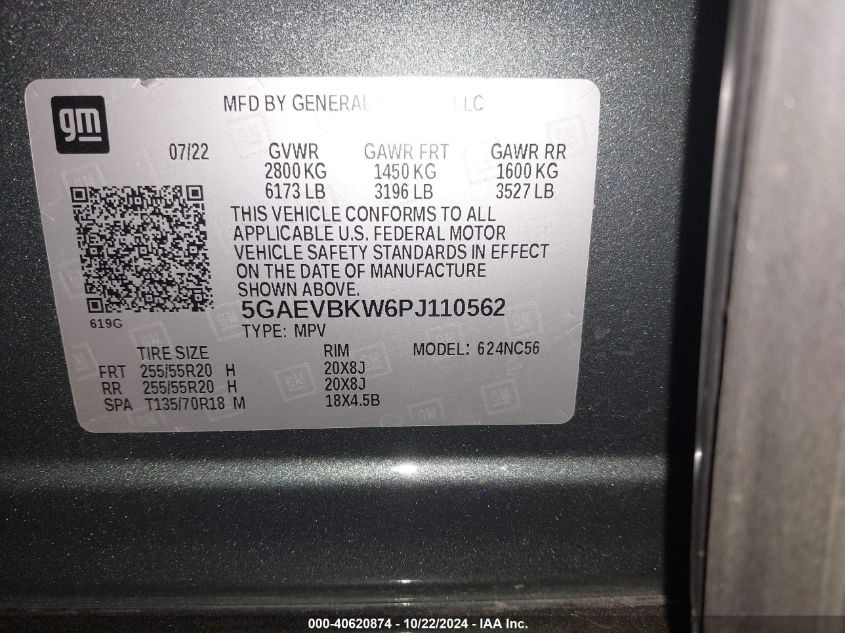 gm
MFD BY GENERAL LLC
07/22
GVWR GAWR FRT GAWR RR
2800 KG 1450 KG 1600 KG
6173 LB 3196 LB 3527 LB
THIS VEHICLE CONFORMS TO ALL
APPLICABLE U.S. FEDERAL MOTOR
VEHICLE SAFETY STANDARDS IN EFFECT
ON THE DATE OF MANUFACTURE
SHOWN ABOVE.
619G
5GAEVBKW6PJ110562
TYPE: MPV
TIRE SIZE RIM MODEL: 624NC56
FRT 255/55R20 H 20X8J
RR 255/55R20 H 20X8J
SPA T135/70R18 M 18X4.5B
000-40620874 - 10/22/2024 - IAA Inc.